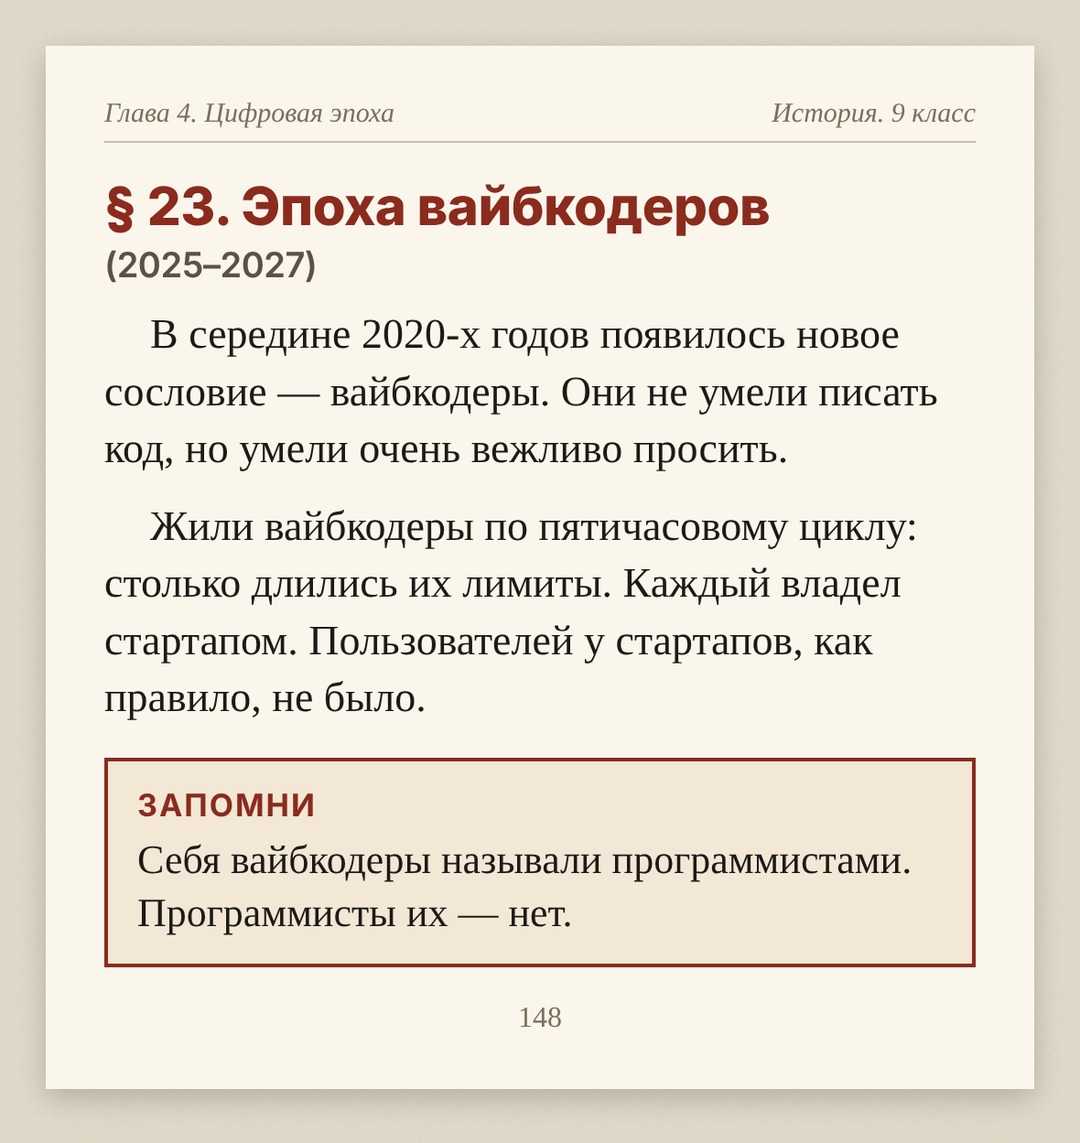 Глава 4. Цифровая эпоха
История. 9 класс
§ 23. Эпоха вайбкодеров
(2025–2027)
В середине 2020-х годов появилось новое
сословие — вайбкодеры. Они не умели писать
код, но умели очень вежливо просить.
Жили вайбкодеры по пятичасовому циклу:
столько длились их лимиты. Каждый владел
стартапом. Пользователей у стартапов, как
правило, не было.
ЗАПОМНИ
Себя вайбкодеры называли программистами.
Программисты их — нет.
148